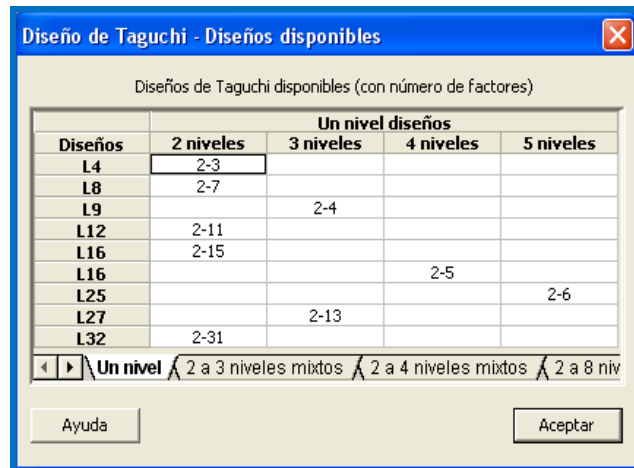 Diseño de Taguchi - Diseños disponibles
Diseños de Taguchi disponibles (con número de factores)
Un nivel diseños
Diseños 2 niveles 3 niveles 4 niveles 5 niveles
L4 2-3
L8 2-7
L9 2-4
L12 2-11
L16 2-15
L16 2-5
L25 2-6
L27 2-13
L32 2-31
Un nivel 2 a 3 niveles mixtos 2 a 4 niveles mixtos 2 a 8 niv
Ayuda Aceptar